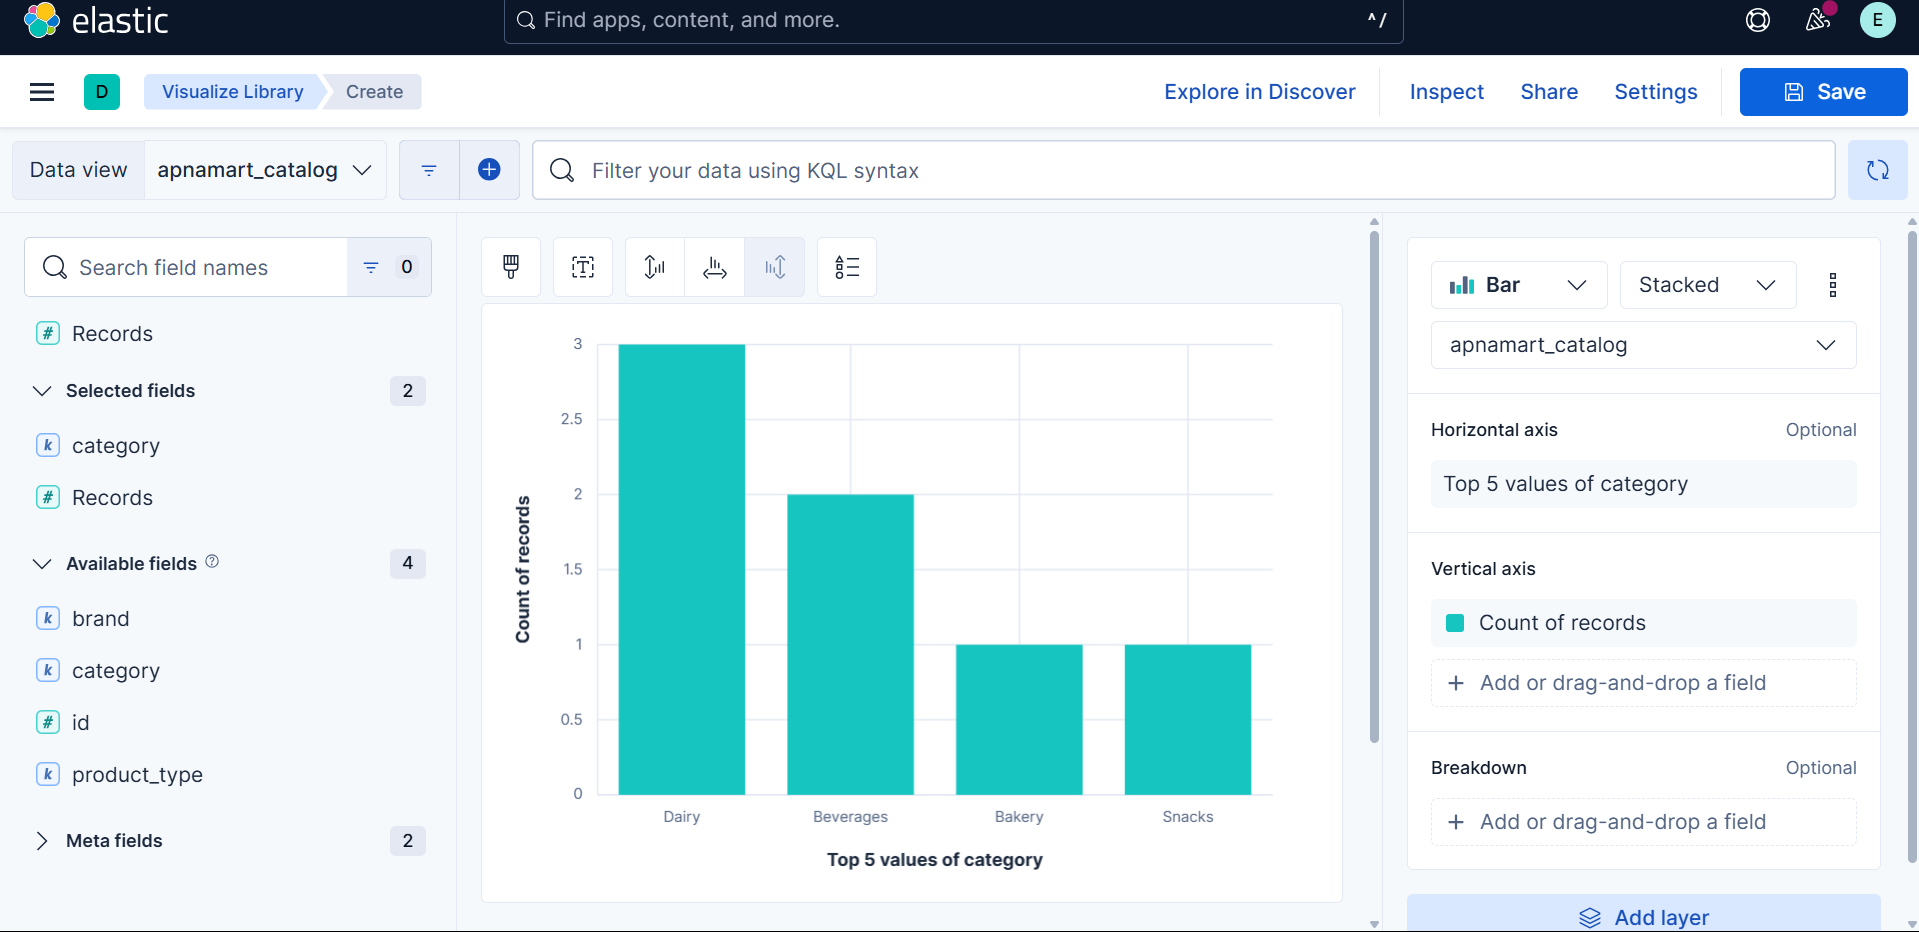 elastic
Find apps, content, and more.
^ /
E
D
Visualize Library
Create
Explore in Discover
Inspect
Share
Settings
Save
Data view
apnamart_catalog
Filter your data using KQL syntax
Search field names
0
# Records
Selected fields
2
k category
# Records
Available fields
4
k brand
k category
# id
k product_type
Meta fields
2
3
2.5
2
1.5
1
0.5
0
Count of records
Dairy
Beverages
Bakery
Snacks
Top 5 values of category
Bar
Stacked
apnamart_catalog
Horizontal axis
Optional
Top 5 values of category
Vertical axis
Count of records
+ Add or drag-and-drop a field
Breakdown
Optional
+ Add or drag-and-drop a field
Add layer